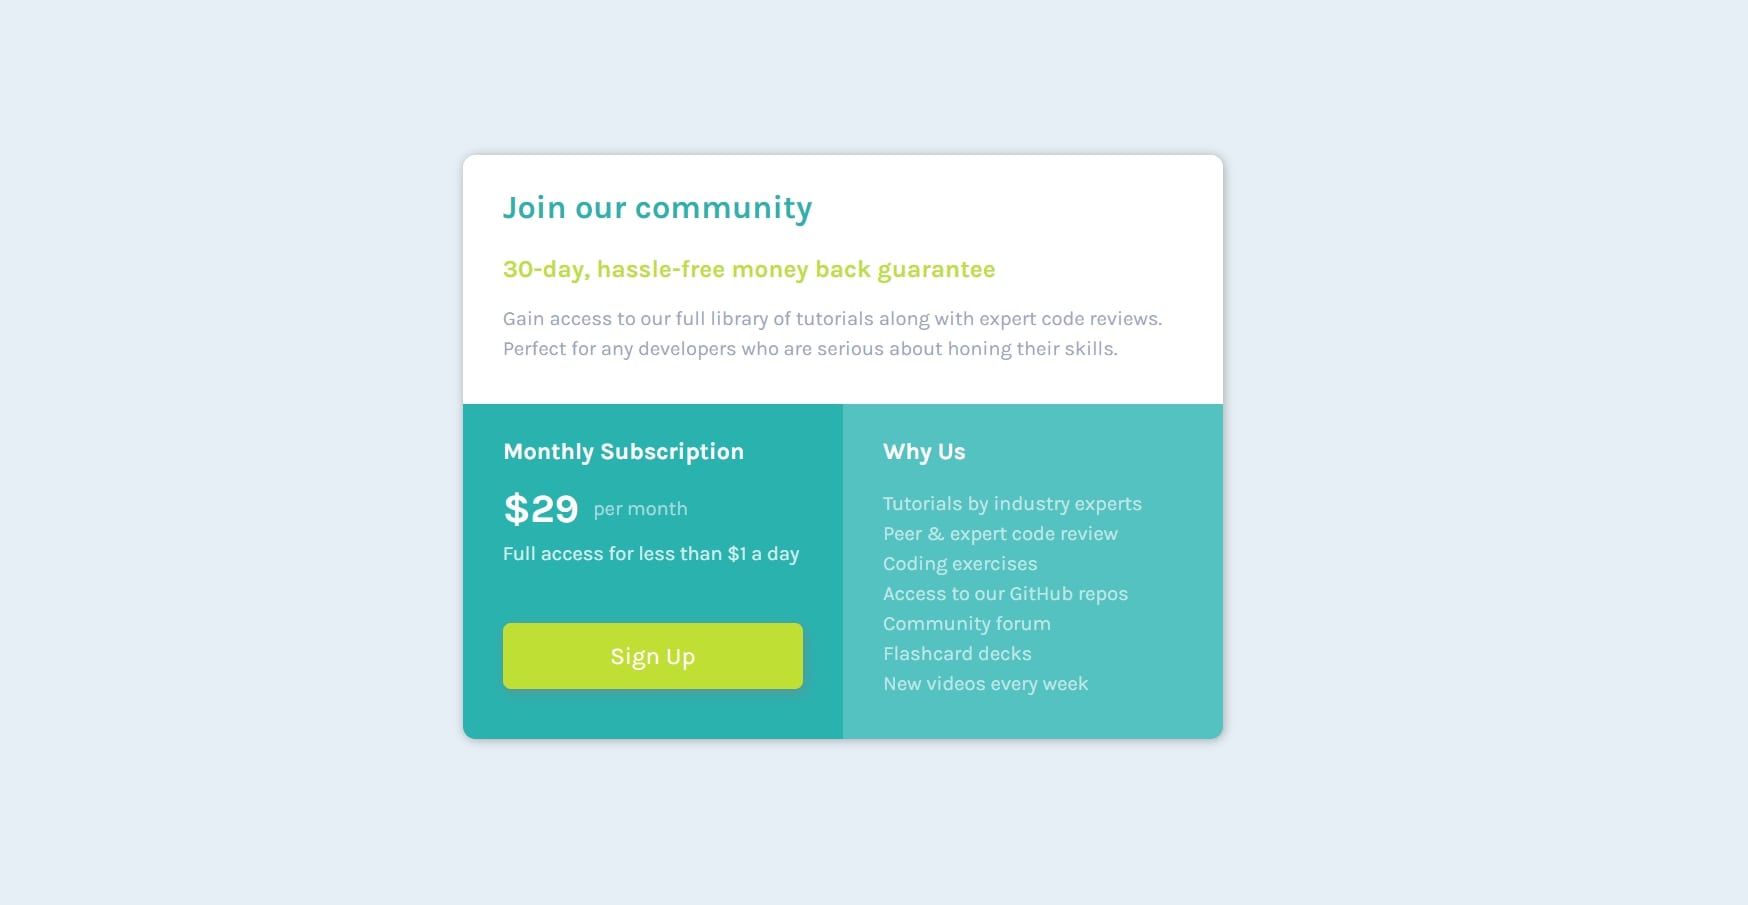 Join our community
30-day, hassle-free money back guarantee
Gain access to our full library of tutorials along with expert code reviews.
Perfect for any developers who are serious about honing their skills.
Monthly Subscription
$29 per month
Full access for less than $1 a day
Sign Up
Why Us
Tutorials by industry experts
Peer & expert code review
Coding exercises
Access to our GitHub repos
Community forum
Flashcard decks
New videos every week